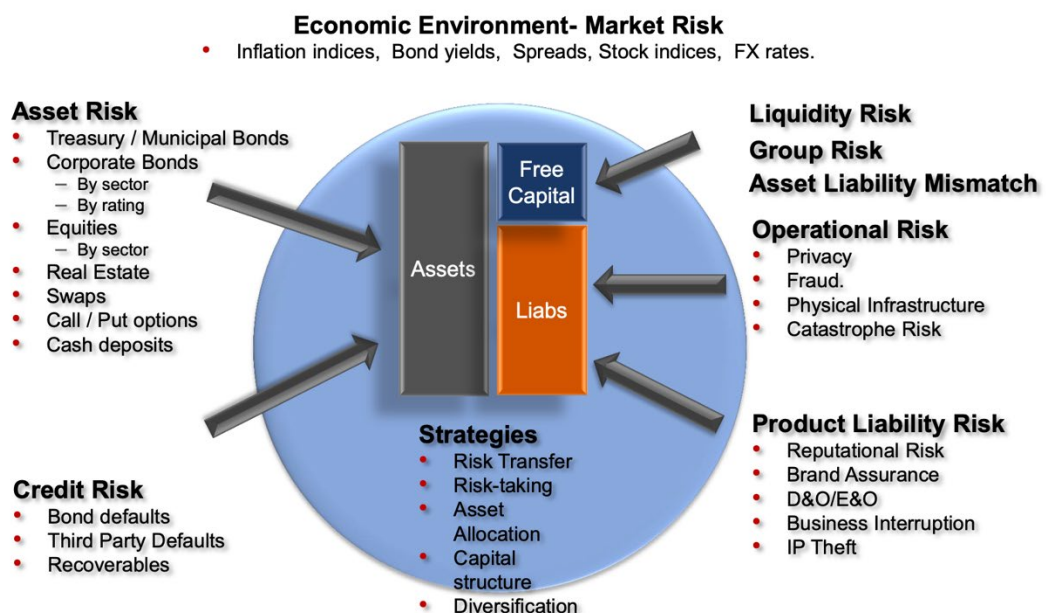 Economic Environment- Market Risk
• Inflation indices, Bond yields, Spreads, Stock indices, FX rates.
Asset Risk
• Treasury / Municipal Bonds
• Corporate Bonds
– By sector
– By rating
• Equities
– By sector
• Real Estate
• Swaps
• Call / Put options
• Cash deposits
Credit Risk
• Bond defaults
• Third Party Defaults
• Recoverables
Assets
Free
Capital
Liabs
Strategies
• Risk Transfer
• Risk-taking
• Asset
Allocation
• Capital
structure
• Diversification
Liquidity Risk
Group Risk
Asset Liability Mismatch
Operational Risk
• Privacy
• Fraud.
• Physical Infrastructure
• Catastrophe Risk
Product Liability Risk
• Reputational Risk
• Brand Assurance
• D&O/E&O
• Business Interruption
• IP Theft